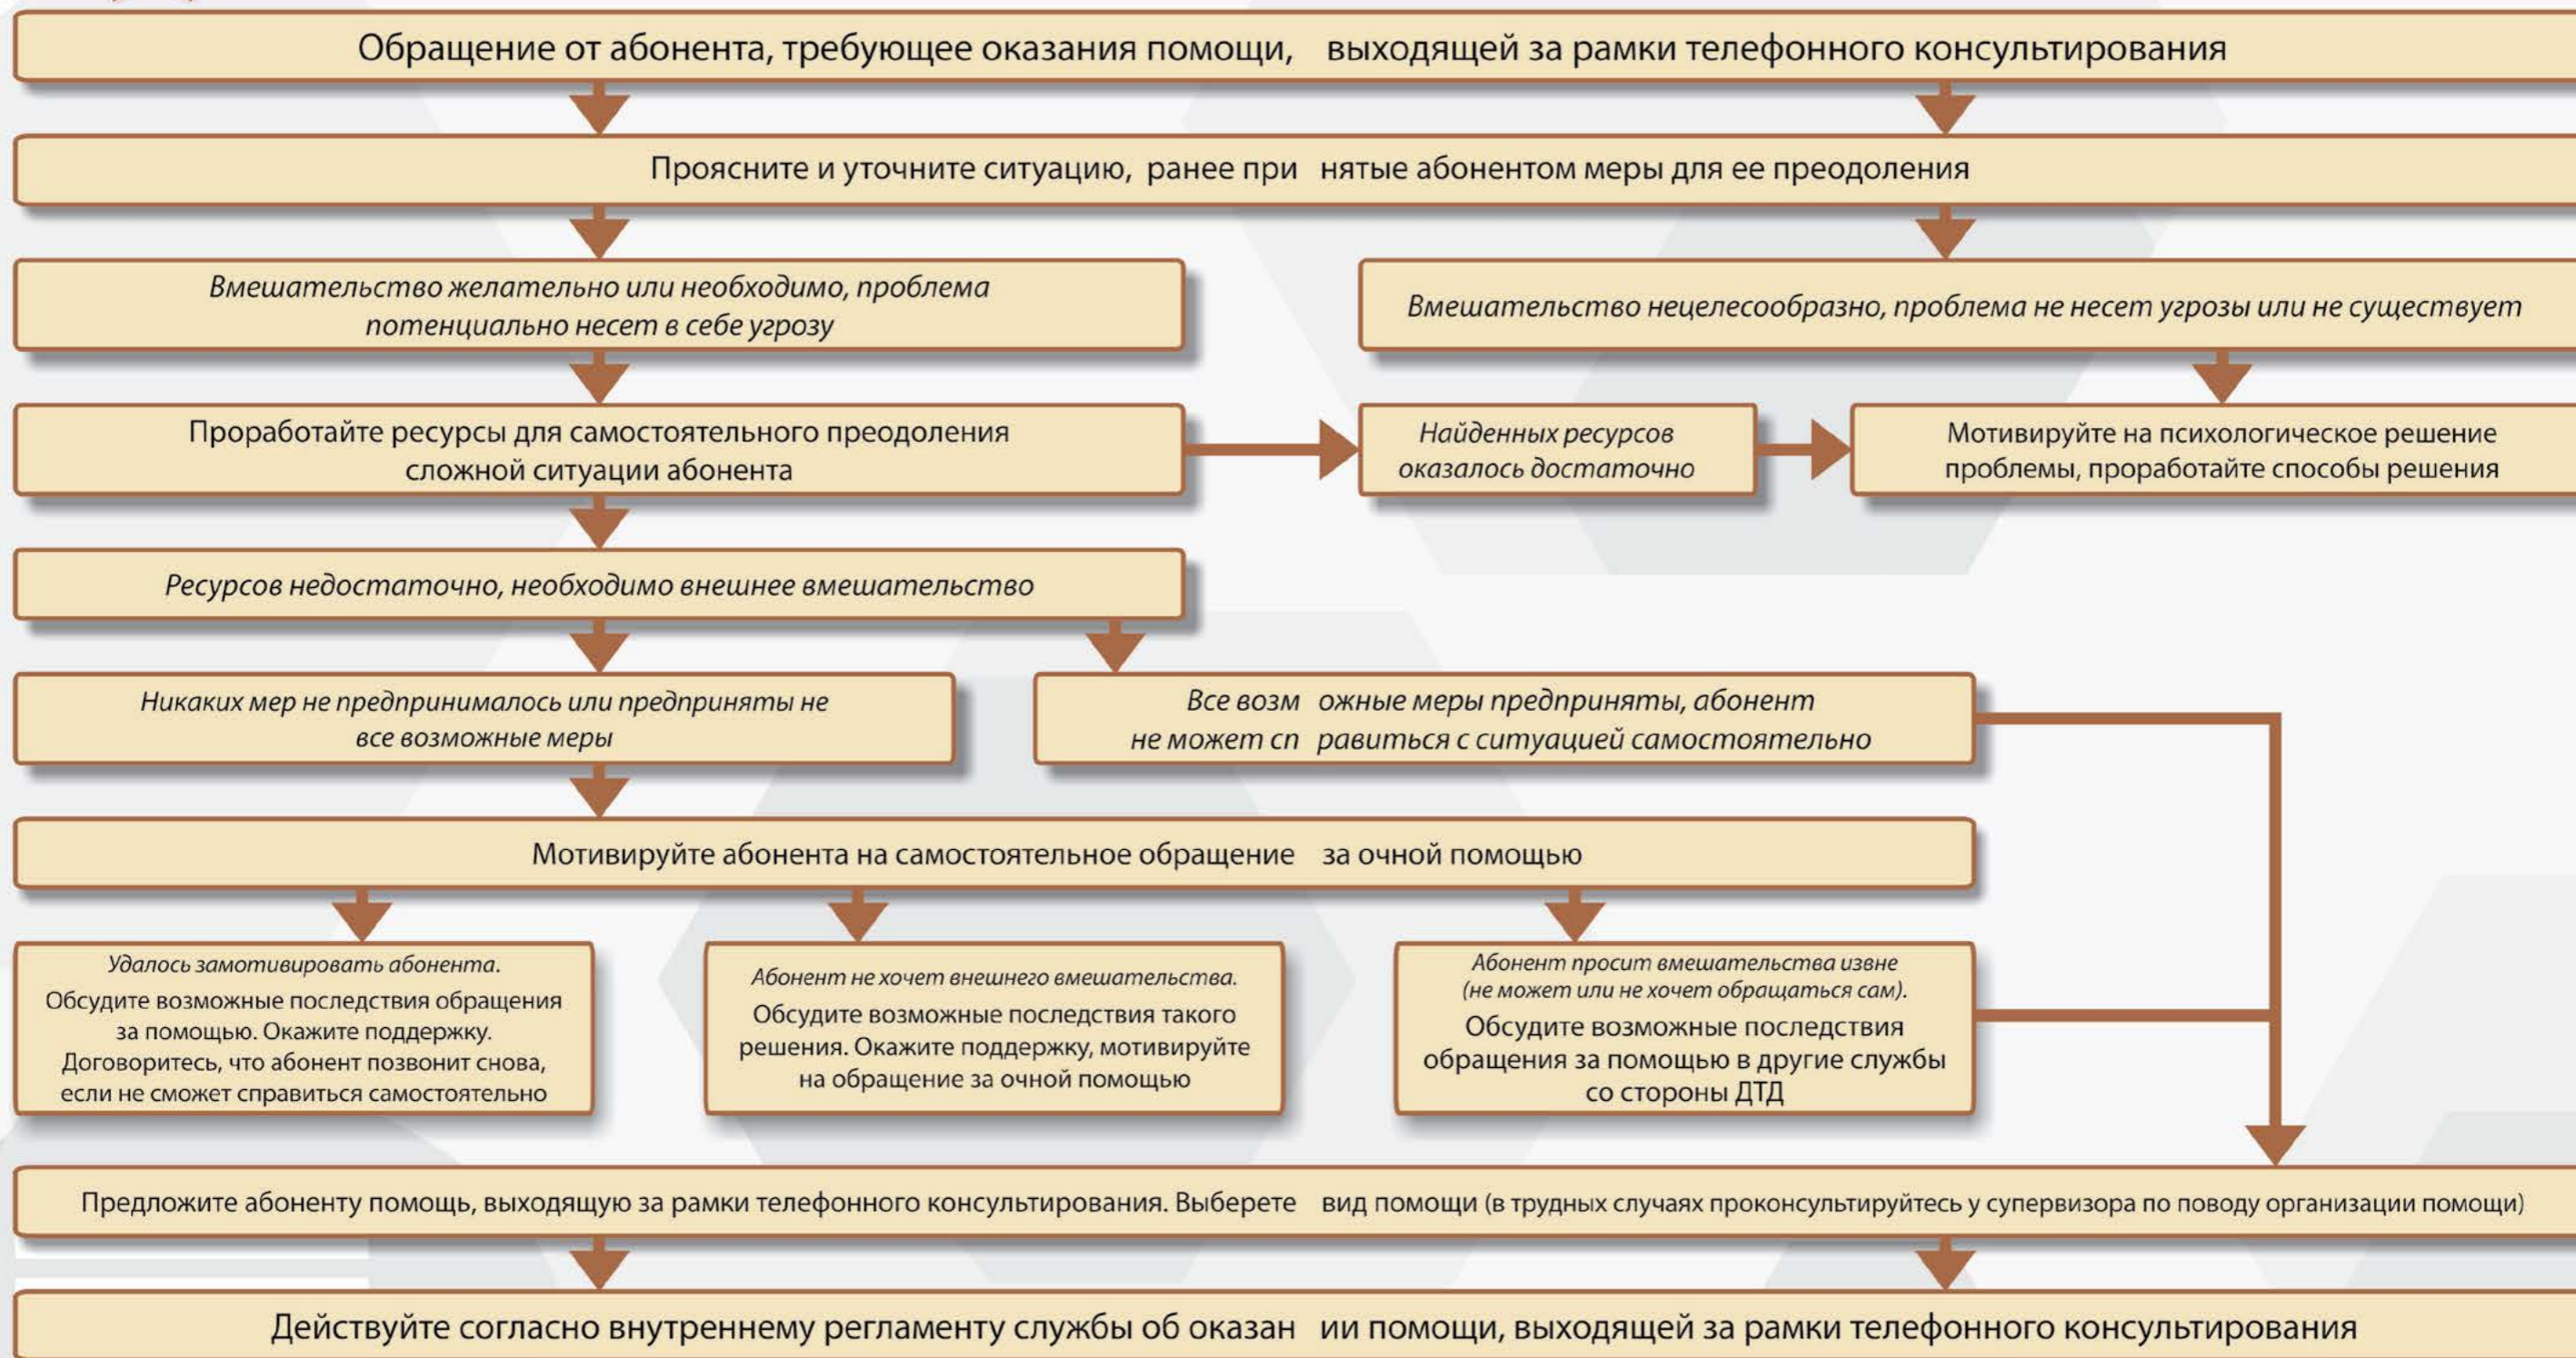 Обращение от абонента, требующее оказания помощи, выходящей за рамки телефонного консультирования
Проясните и уточните ситуацию, ранее при нятые абонентом меры для ее преодоления
Вмешательство желательно или необходимо, проблема
потенциально несет в себе угрозу
Вмешательство нецелесообразно, проблема не несет угрозы или не существует
Проработайте ресурсы для самостоятельного преодоления
сложной ситуации абонента
Найденных ресурсов
оказалось достаточно
Мотивируйте на психологическое решение
проблемы, проработайте способы решения
Ресурсов недостаточно, необходимо внешнее вмешательство
Никаких мер не предпринималось или предприняты не
все возможные меры
Все возм ожные меры предприняты, абонент
не может сп равиться с ситуацией самостоятельно
Мотивируйте абонента на самостоятельное обращение за очной помощью
Удалось замотивировать абонента.
Обсудите возможные последствия обращения
за помощью. Окажите поддержку.
Договоритесь, что абонент позвонит снова,
если не сможет справиться самостоятельно
Абонент не хочет внешнего вмешательства.
Обсудите возможные последствия такого
решения. Окажите поддержку, мотивируйте
на обращение за очной помощью
Абонент просит вмешательства извне
(не может или не хочет обращаться сам).
Обсудите возможные последствия
обращения за помощью в другие службы
со стороны ДТД
Предложите абоненту помощь, выходящую за рамки телефонного консультирования. Выберете вид помощи (в трудных случаях проконсультируйтесь у супервизора по поводу организации помощи)
Действуйте согласно внутреннему регламенту службы об оказан ии помощи, выходящей за рамки телефонного консультирования